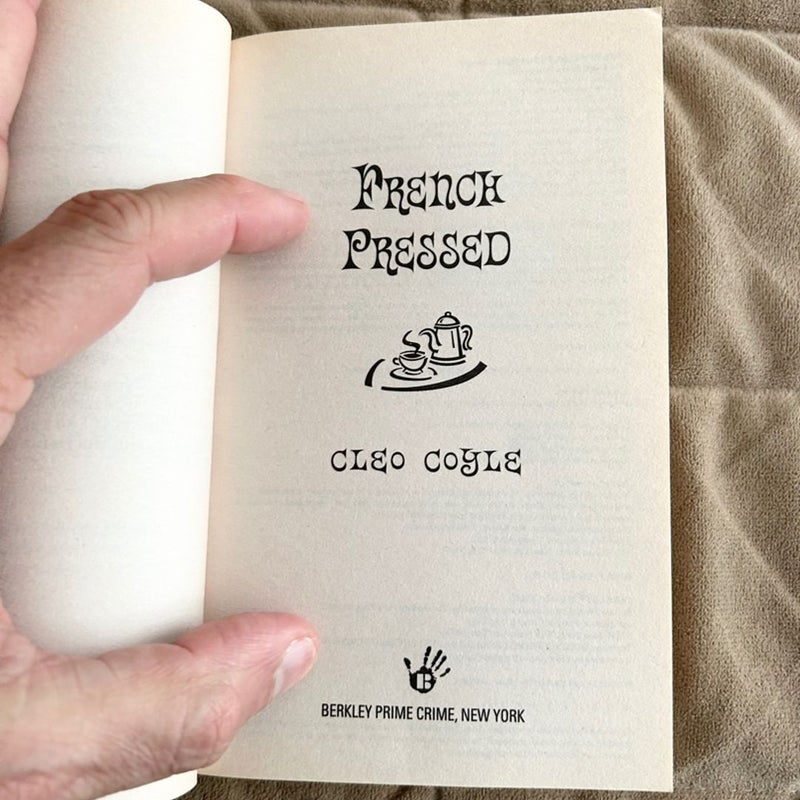 FRENCH
PRESSED
CLEO COYLE
B
BERKLEY PRIME CRIME, NEW YORK